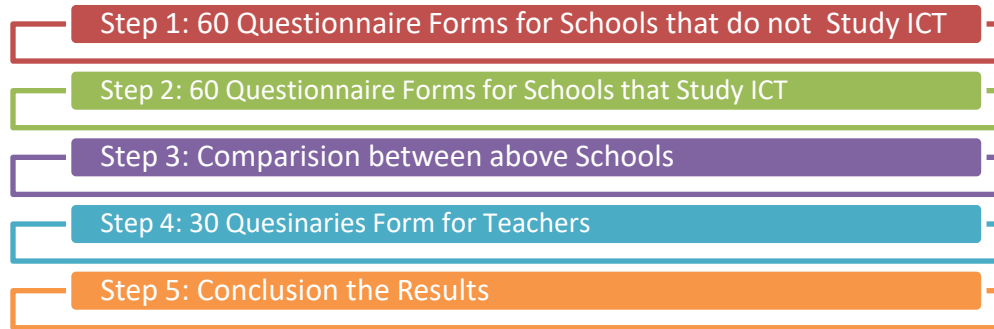 Step 1: 60 Questionnaire Forms for Schools that do not  Study ICT
Step 2: 60 Questionnaire Forms for Schools that Study ICT
Step 3: Comparision between above Schools
Step 4: 30 Quesinaries Form for Teachers
Step 5: Conclusion the Results